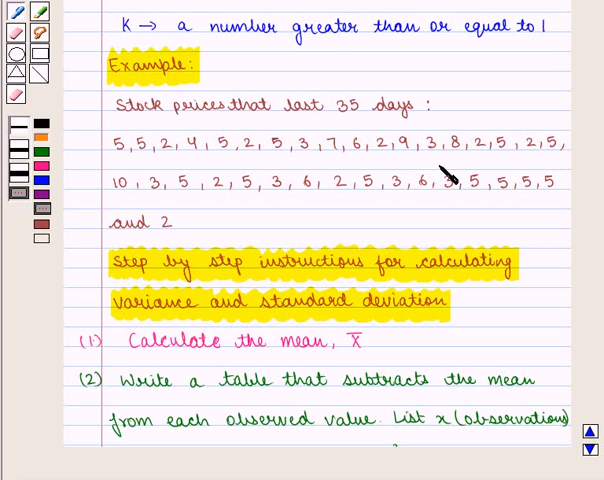 K → a number greater than or equal to 1
Example:
Stock prices that last 35 days :
5, 5, 2, 4, 5, 2, 5, 3, 7, 6, 2, 9, 3, 8, 2, 5, 2, 5,
10, 3, 5, 2, 5, 3, 6, 2, 5, 3, 6, 3, 5, 5, 5, 5
and 2
Step by step instructions for calculating
variance and standard deviation
(1) Calculate the mean, x̄
(2) Write a table that subtracts the mean
from each observed value. List x (observations)